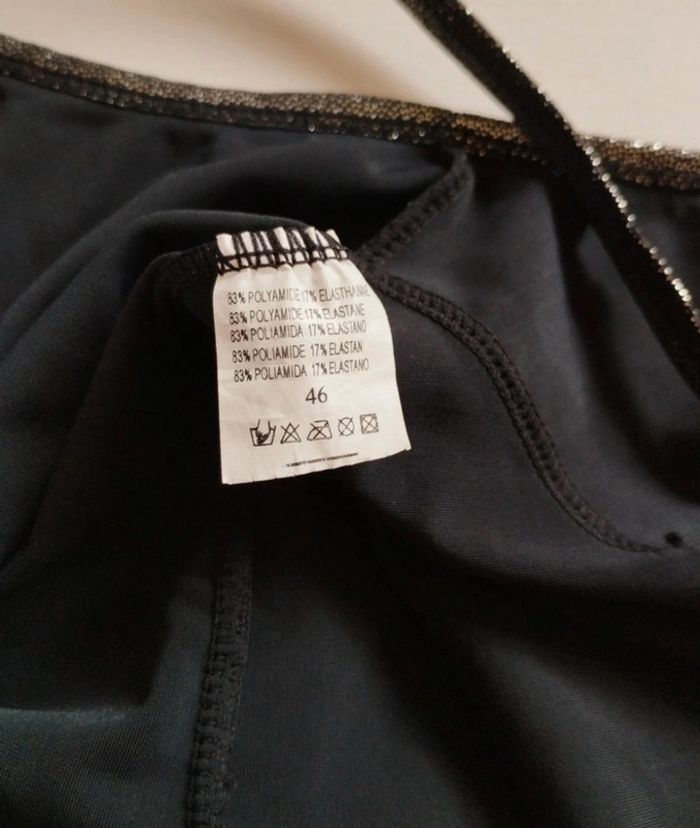 83% POLYAMIDE 17% ELASTHANNE
83% POLYAMIDE 17% ELASTANE
83% POLIAMIDA 17% ELASTANO
83% POLIAMIDE 17% ELASTAN
83% POLIAMIDA 17% ELASTANO
46